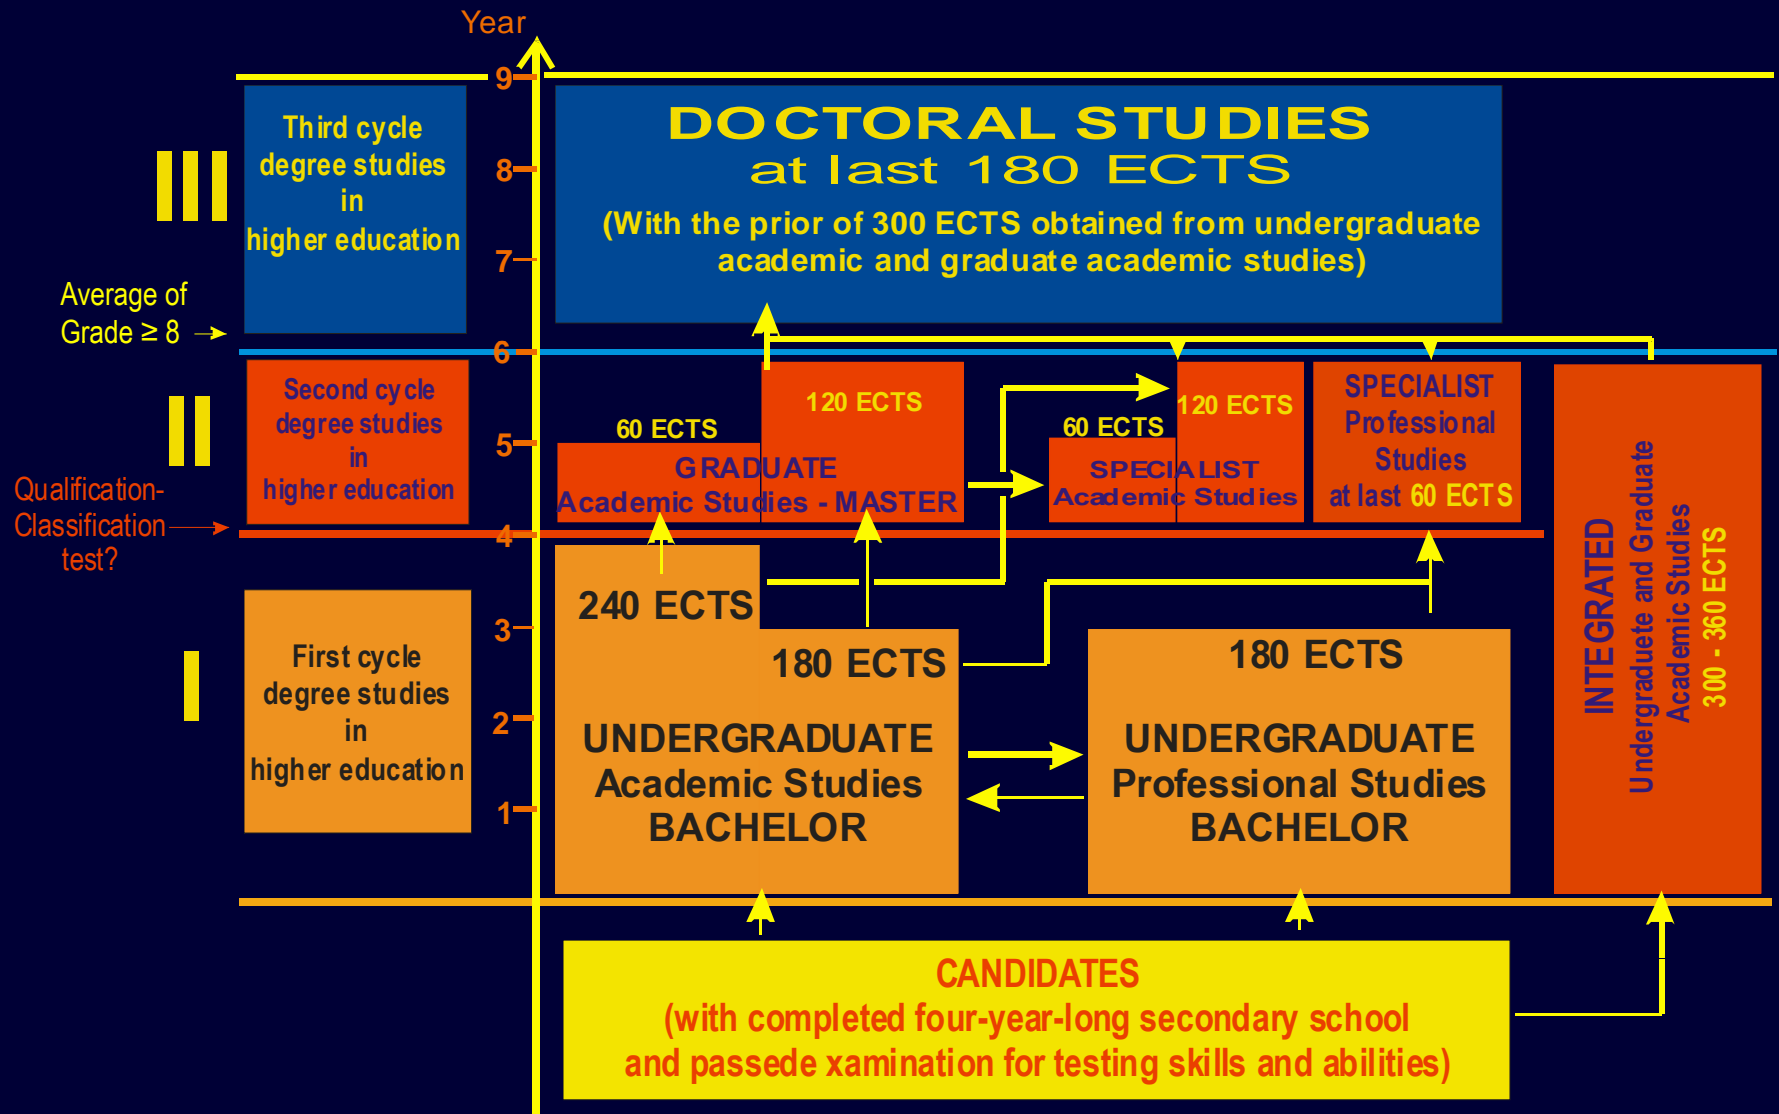 Year
9
8
7
6
5
4
3
2
1
III
Third cycle
degree studies
in
higher education
DOCTORAL STUDIES
at last 180 ECTS
(With the prior of 300 ECTS obtained from undergraduate
academic and graduate academic studies)
Average of
Grade ≥ 8
II
Second cycle
degree studies
in
higher education
60 ECTS
120 ECTS
GRADUATE
Academic Studies - MASTER
60 ECTS
120 ECTS
SPECIALIST
Academic Studies
SPECIALIST
Professional
Studies
at last 60 ECTS
Qualification-
Classification
test?
I
First cycle
degree studies
in
higher education
240 ECTS
180 ECTS
UNDERGRADUATE
Academic Studies
BACHELOR
180 ECTS
UNDERGRADUATE
Professional Studies
BACHELOR
INTEGRATED
Undergraduete and Graduate
Academic Studies
300 - 360 ECTS
CANDIDATES
(with completed four-year-long secondary school
and passede xamination for testing skills and abilities)